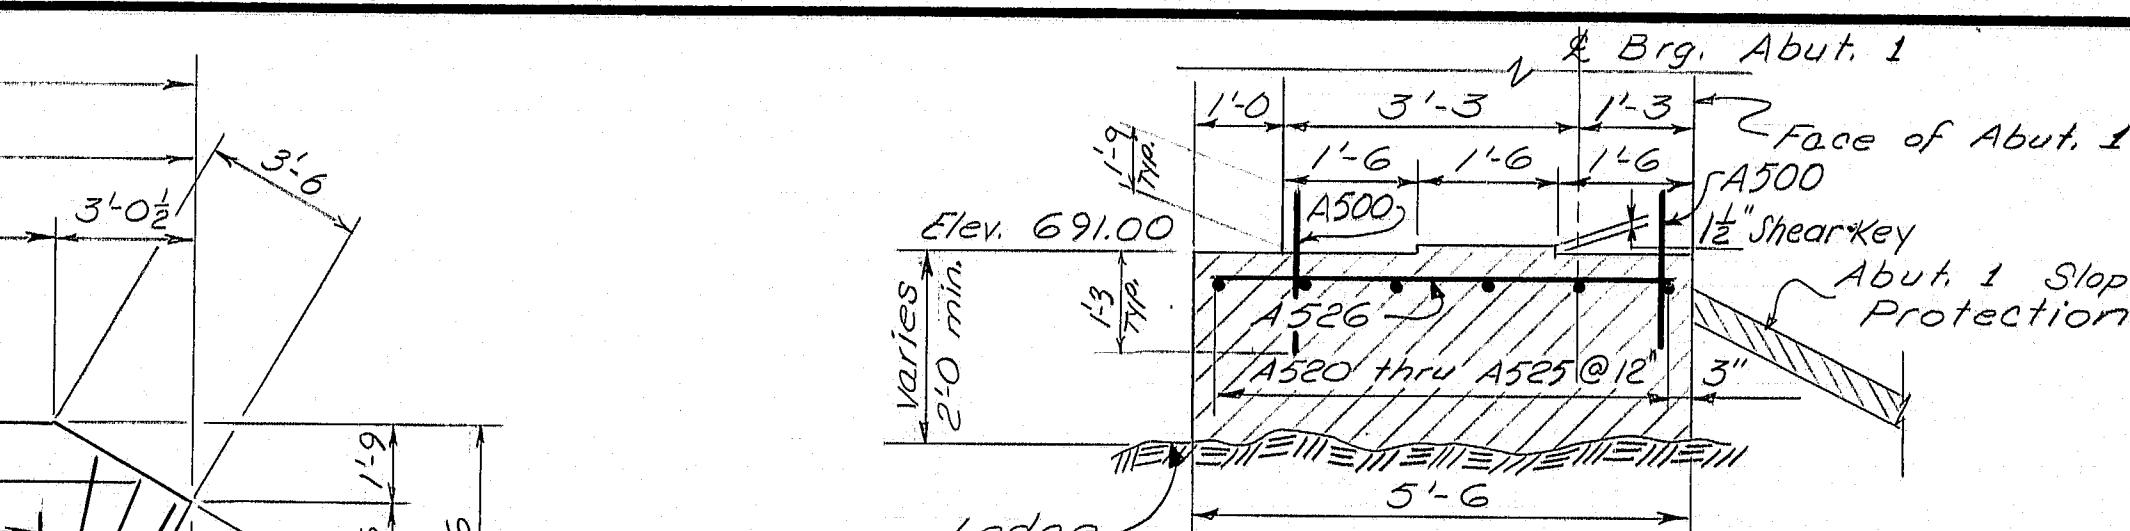 ℄ Brg. Abut. 1
1'-0 3'-3 1'-3
Face of Abut. 1
1'-9 Typ.
1'-6 1'-6 1'-6
A500
A500
1½" Shear Key
3'-6
3'-0½
Elev. 691.00
Abut. 1 Slop
Protection
Varies
2'-0 min.
1'-3 Typ.
A526
A520 thru A525 @ 12" 3"
1'-9
5'-6